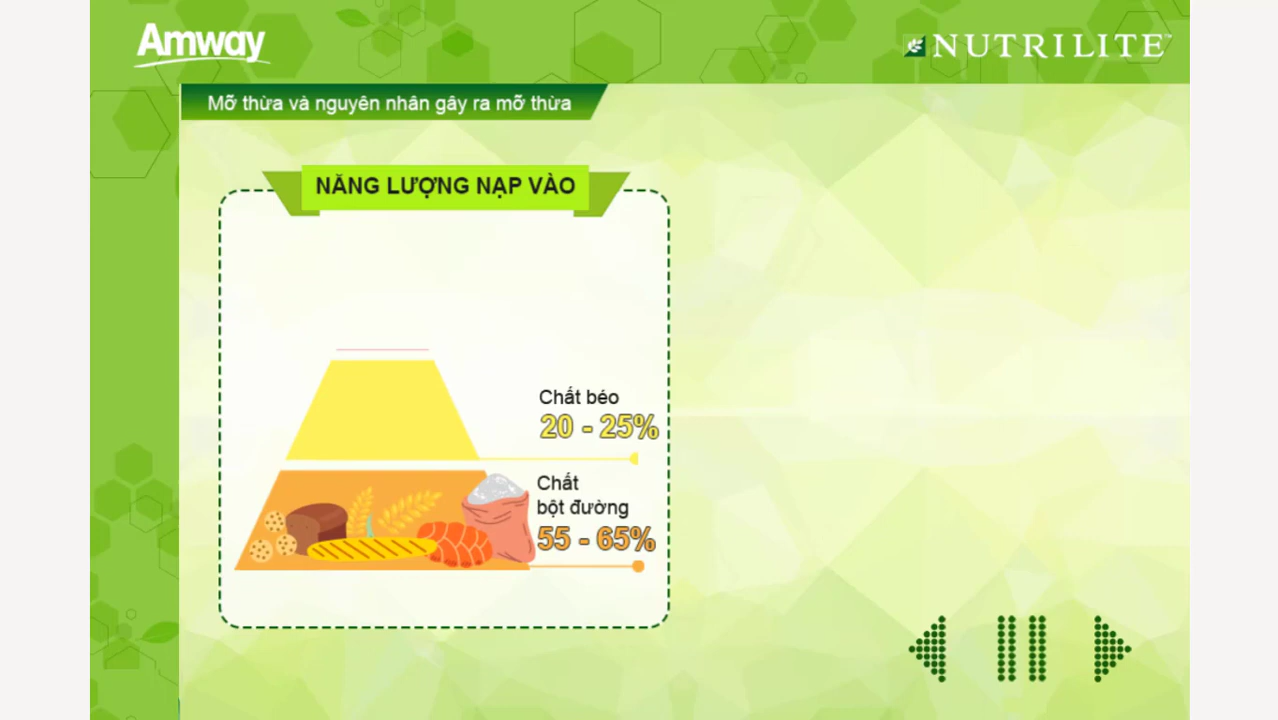 Amway
NUTRILITE™
Mỡ thừa và nguyên nhân gây ra mỡ thừa
NĂNG LƯỢNG NẠP VÀO
Chất béo
20 - 25%
Chất
bột đường
55 - 65%